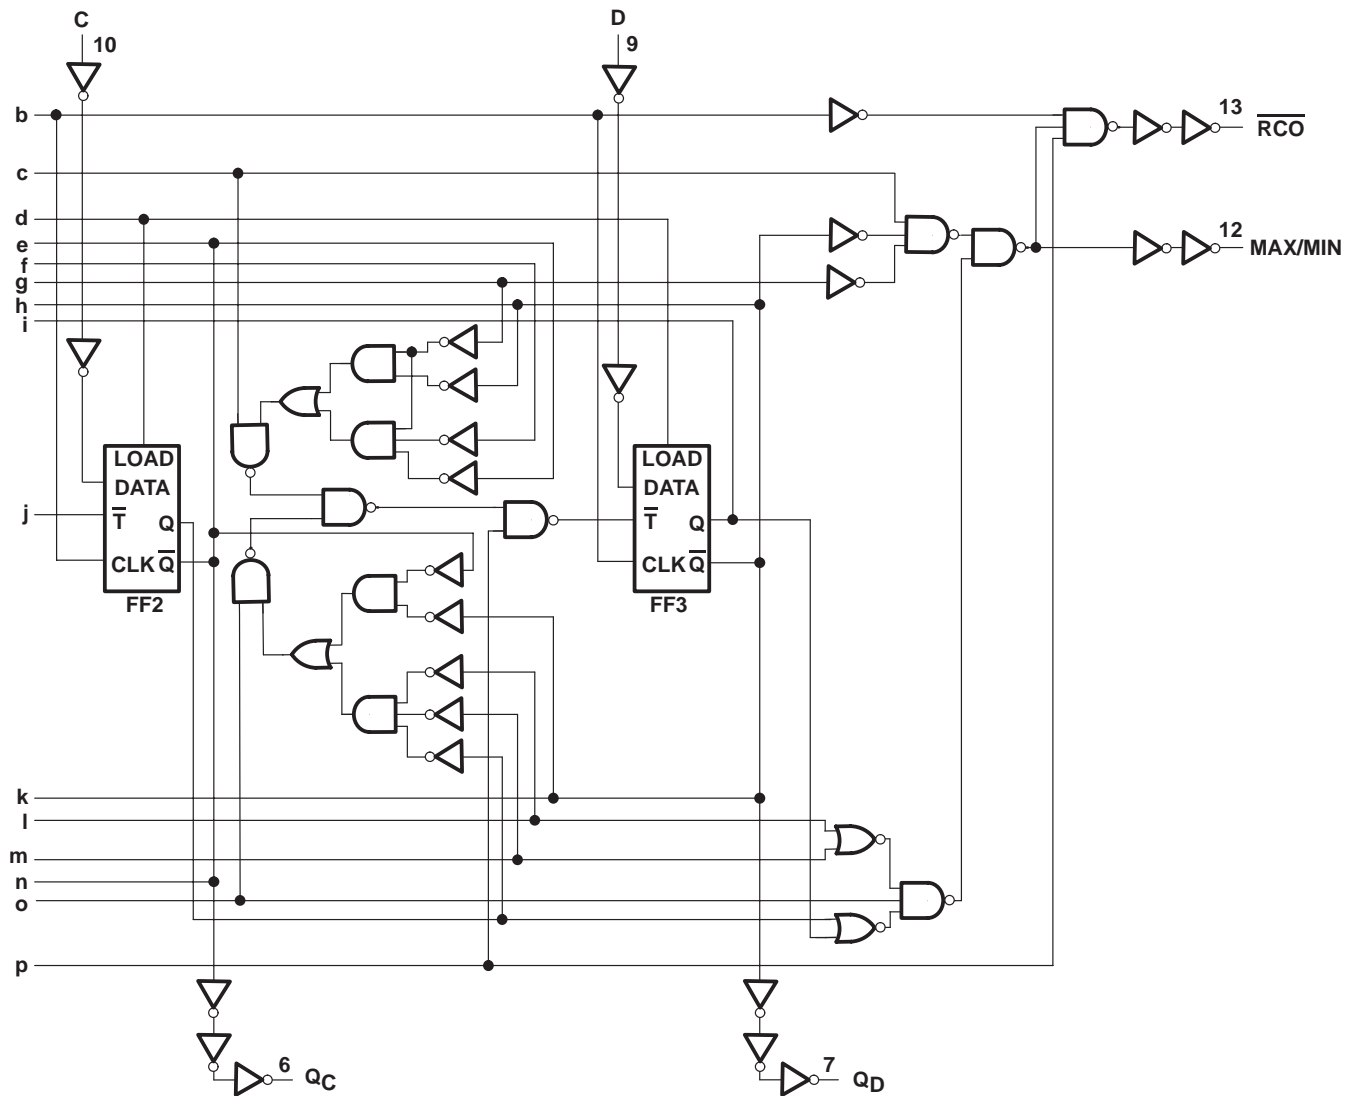 C
10
D
9
b
13
RCO
c
d
12
e
MAX/MIN
f
g
h
i
LOAD
DATA
T
Q
CLK
Q
FF2
LOAD
DATA
T
Q
CLK
Q
FF3
j
k
l
m
n
o
p
6
QC
7
QD